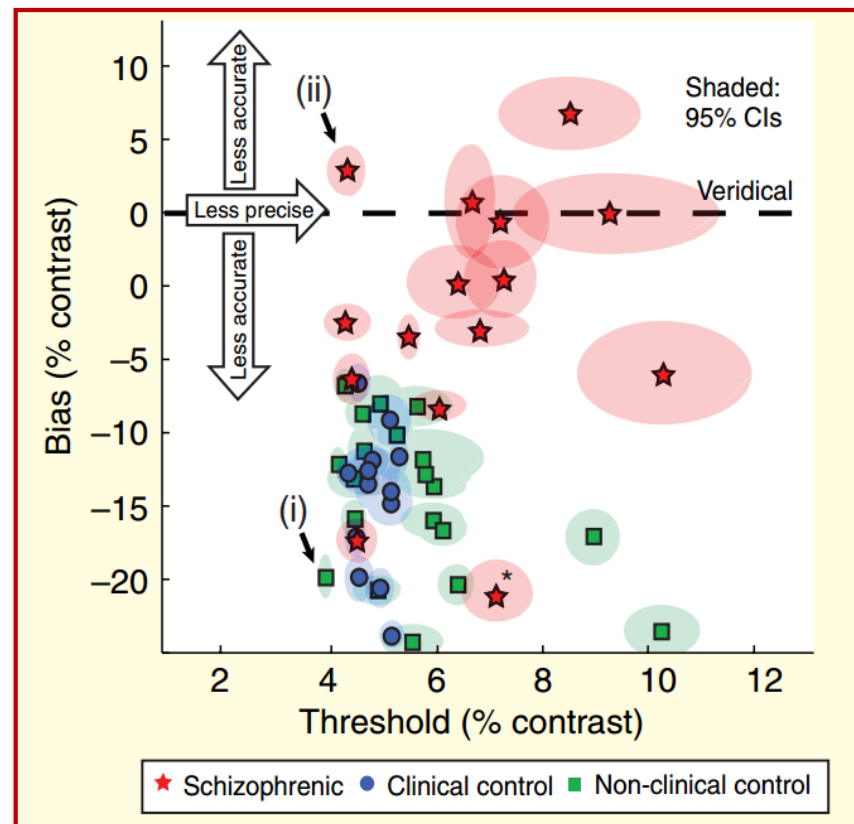 10
5
0
0
−5
−10
−15
−20
Bias (% contrast)
Less accurate
Less precise
Less accurate
(ii)
(i)
Shaded:
95% CIs
Veridical
*
2 4 6 8 10 12
Threshold (% contrast)
Schizophrenic Clinical control Non-clinical control